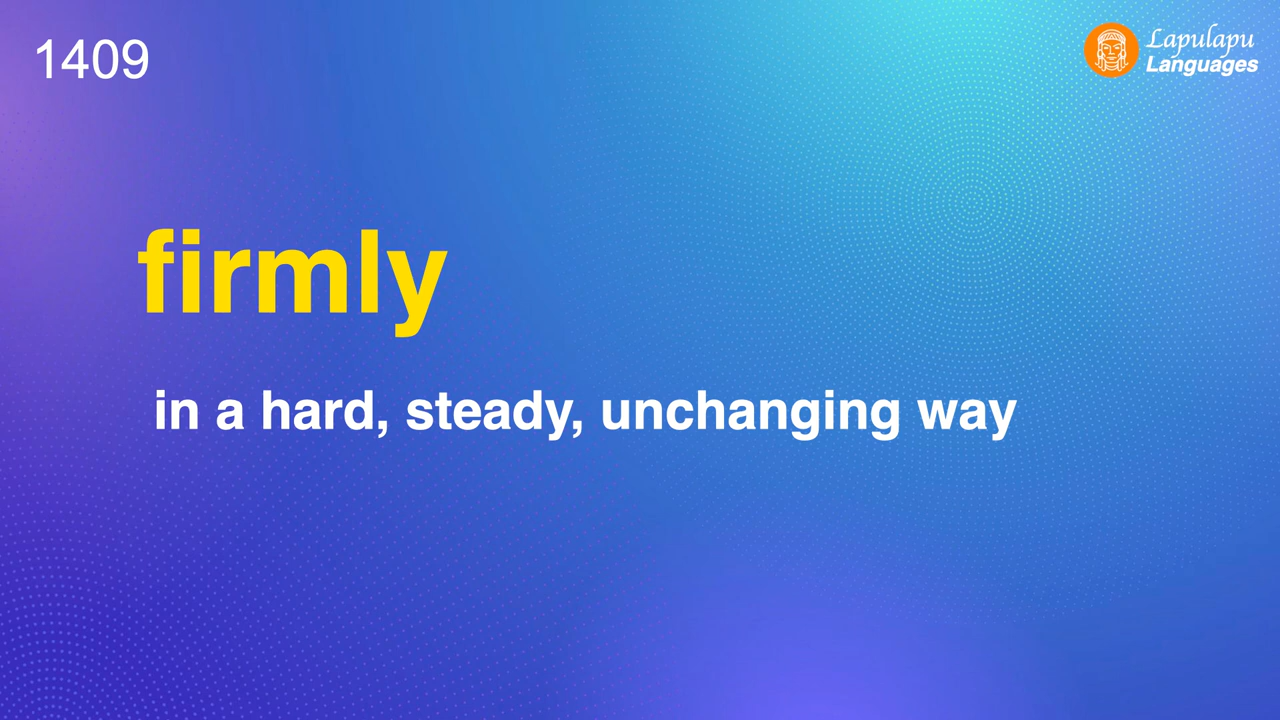 1409
Lapulapu
Languages
firmly
in a hard, steady, unchanging way